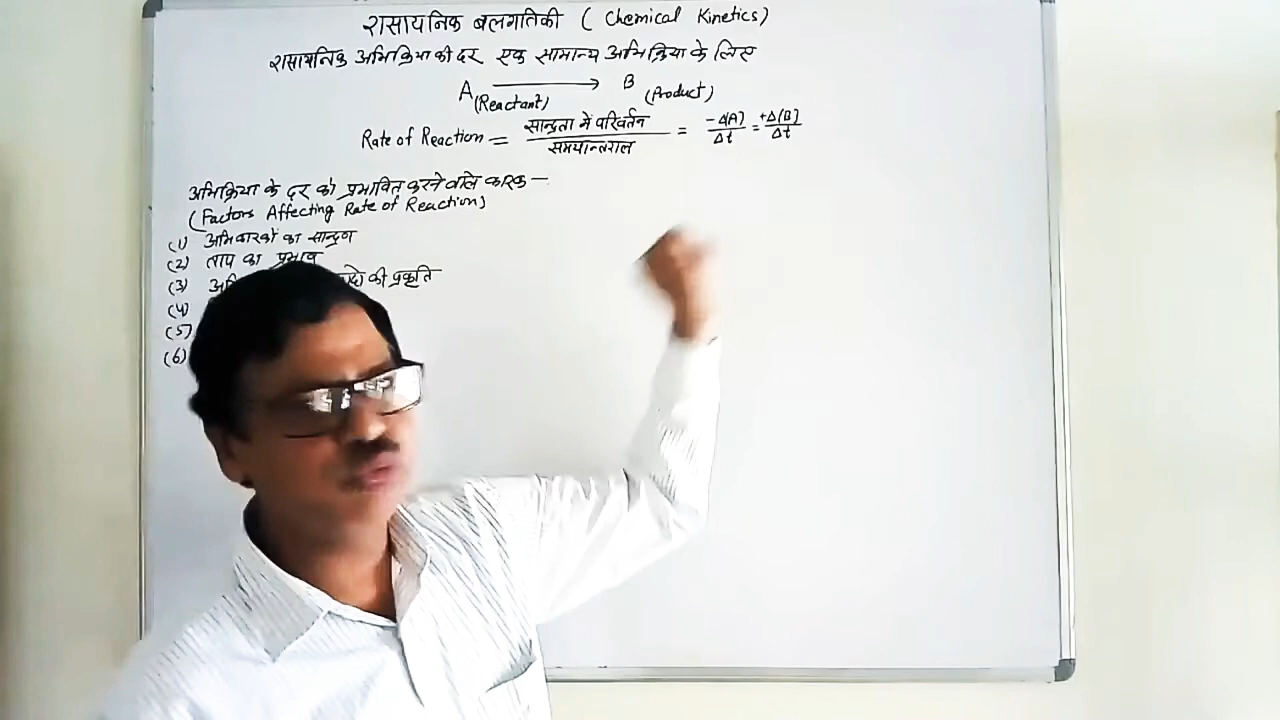 रासायनिक बलगतिकी ( Chemical Kinetics)
रासायनिक अभिक्रिया की दर एक सामान्य अभिक्रिया के लिए
A (Reactant) ⟶ B (Product)
Rate of Reaction = सान्द्रता में परिवर्तन / समयान्तराल = -Δ[A] / Δt = +Δ[B] / Δt
अभिक्रिया के दर को प्रभावित करने वाले कारक —
(Factors Affecting Rate of Reaction)
(1) अभिकारकों का सान्द्रण
(2) ताप का प्रभाव
(3) की प्रकृति
(4)
(5)
(6)